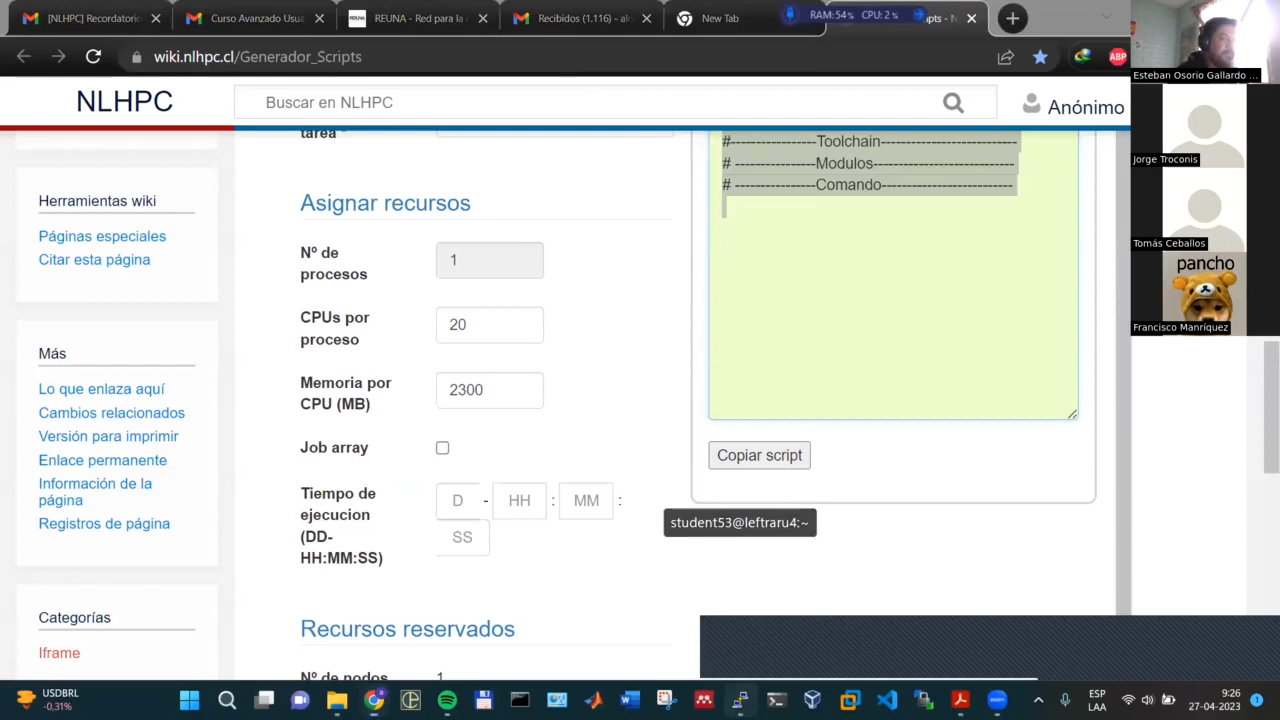 [NLHPC] Recordatorio
Curso Avanzado Usua
REUNA - Red para la
Recibidos (1.116) - al
New Tab
RAM:54% CPU:2%
wiki.nlhpc.cl/Generador_Scripts
ABP
NLHPC
Buscar en NLHPC
Anónimo
tarea
Herramientas wiki
Páginas especiales
Citar esta página
Más
Lo que enlaza aquí
Cambios relacionados
Versión para imprimir
Enlace permanente
Información de la
página
Registros de página
Categorías
Iframe
Asignar recursos
Nº de
procesos
1
CPUs por
proceso
20
Memoria por
CPU (MB)
2300
Job array
Tiempo de
ejecucion
(DD-
HH:MM:SS)
D - HH : MM :
SS
Recursos reservados
Nº de nodos 1
#-----------------Toolchain---------------------------
# ----------------Modulos----------------------------
# ----------------Comando--------------------------
Copiar script
student53@leftraru4:~
Esteban Osorio Gallardo ...
Jorge Troconis
Tomás Ceballos
pancho
Francisco Manríquez
USDBRL
-0,31%
ESP
LAA
9:26
27-04-2023
1